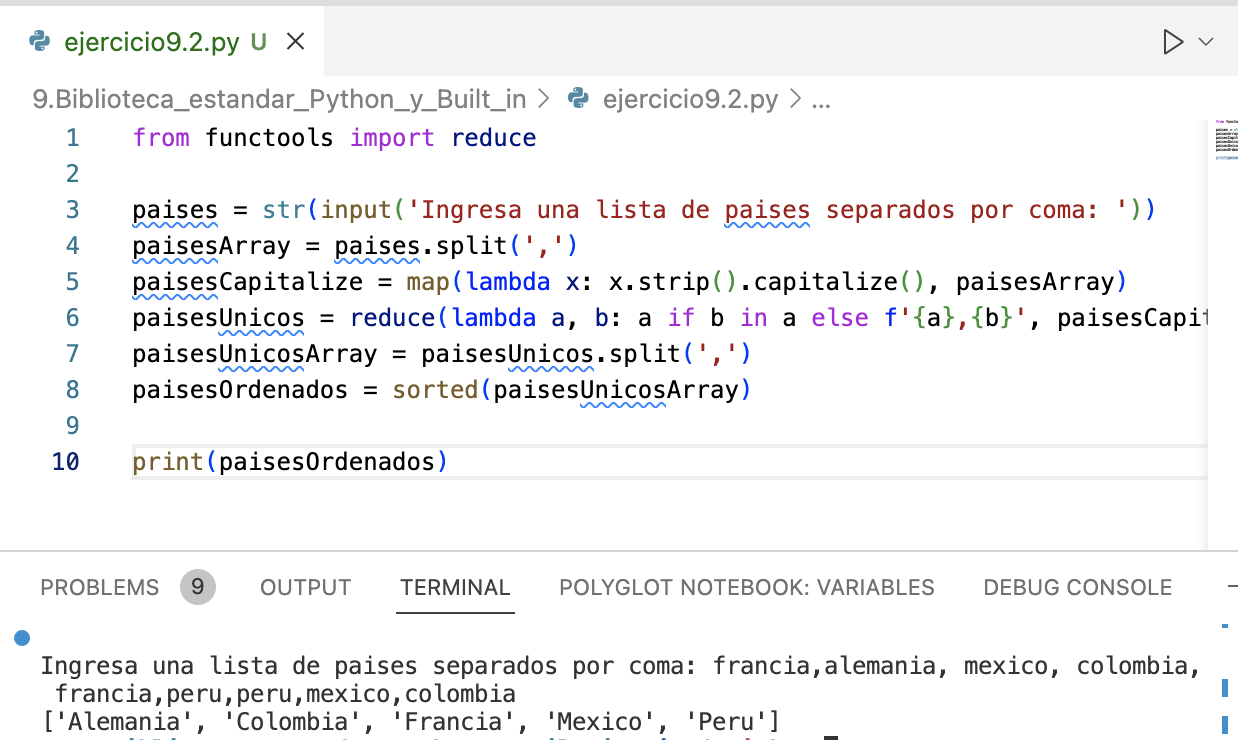 ejercicio9.2.py U
9.Biblioteca_estandar_Python_y_Built_in > ejercicio9.2.py > ...
1 from functools import reduce
2
3 paises = str(input('Ingresa una lista de paises separados por coma: '))
4 paisesArray = paises.split(',')
5 paisesCapitalize = map(lambda x: x.strip().capitalize(), paisesArray)
6 paisesUnicos = reduce(lambda a, b: a if b in a else f'{a},{b}', paisesCapit
7 paisesUnicosArray = paisesUnicos.split(',')
8 paisesOrdenados = sorted(paisesUnicosArray)
9
10 print(paisesOrdenados)
PROBLEMS 9 OUTPUT TERMINAL POLYGLOT NOTEBOOK: VARIABLES DEBUG CONSOLE
Ingresa una lista de paises separados por coma: francia,alemania, mexico, colombia,
francia,peru,peru,mexico,colombia
['Alemania', 'Colombia', 'Francia', 'Mexico', 'Peru']